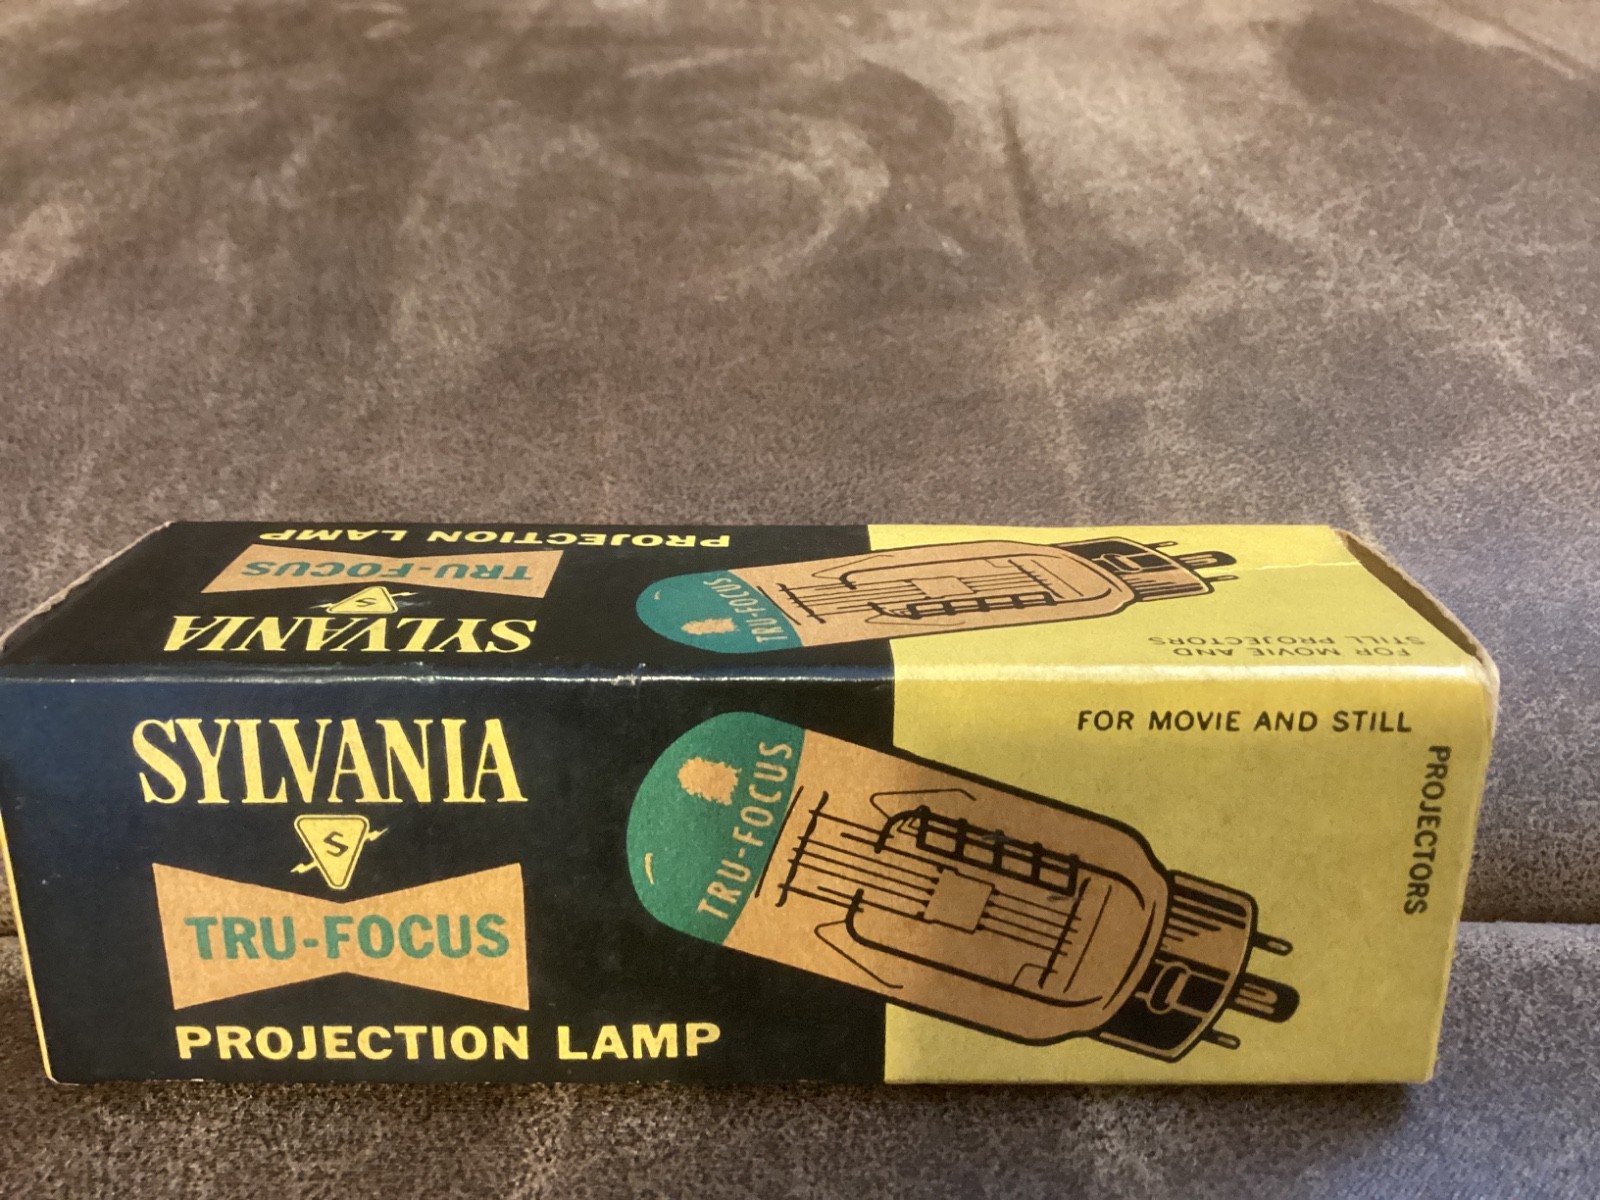 PROJECTION LAMP
TRU-FOCUS
S
SYLVANIA
TRU-FOCUS
FOR MOVIE AND
STILL PROJECTORS
SYLVANIA
S
TRU-FOCUS
PROJECTION LAMP
TRU-FOCUS
FOR MOVIE AND STILL
PROJECTORS